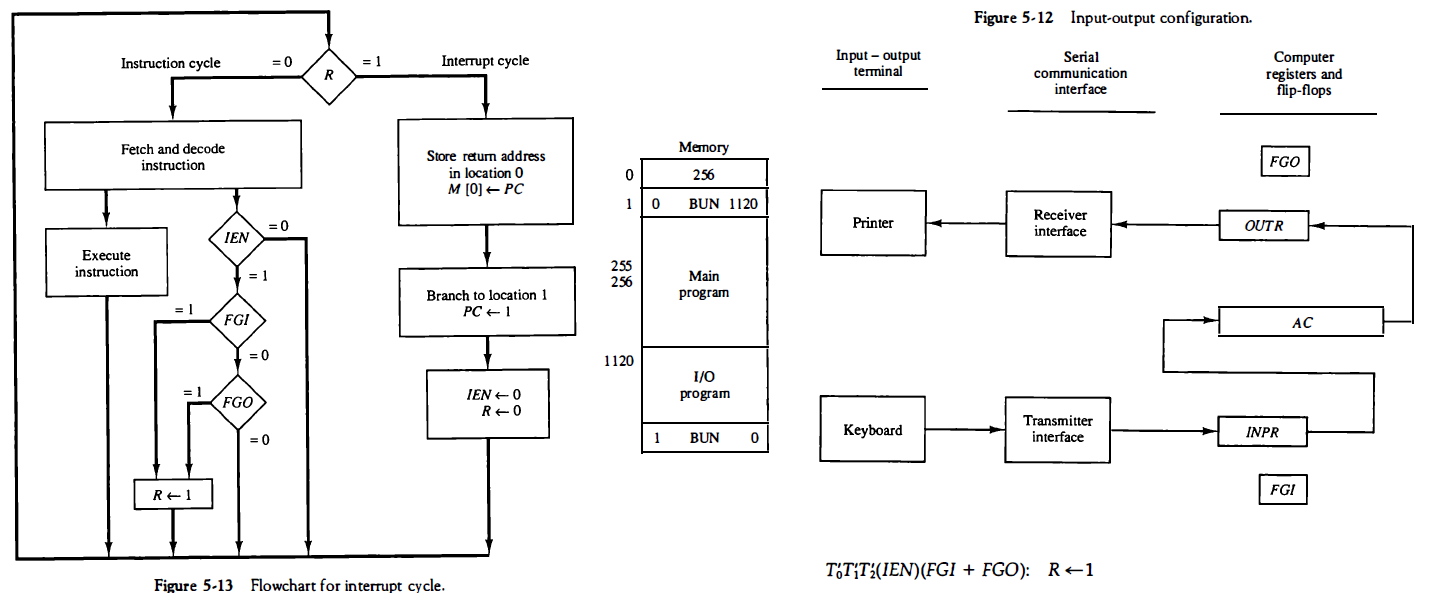 Instruction cycle
= 0
R
= 1
Interrupt cycle
Fetch and decode
instruction
Store return address
in location 0
M [0] ← PC
Execute
instruction
IEN
= 0
= 1
FGI
= 1
= 0
FGO
= 1
= 0
R ← 1
Branch to location 1
PC ← 1
IEN ← 0
R ← 0
Figure 5-13 Flowchart for interrupt cycle.
Memory
0 256
1 0 BUN 1120
255
256
Main
program
1120
I/O
program
1 BUN 0
Figure 5-12 Input-output configuration.
Input – output
terminal
Serial
communication
interface
Computer
registers and
flip-flops
FGO
Printer
Receiver
interface
OUTR
AC
Keyboard
Transmitter
interface
INPR
FGI
T₀′T₁′T₂′(IEN)(FGI + FGO): R ← 1